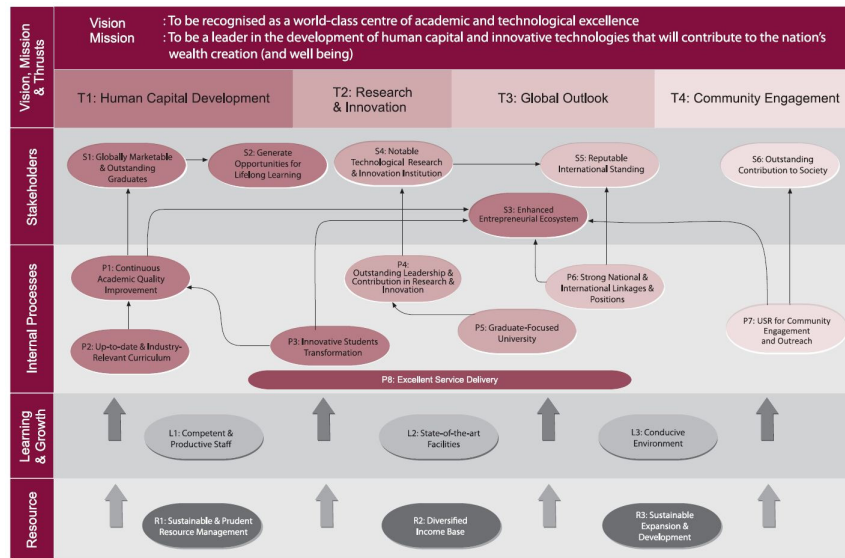 Vision, Mission
& Thrusts
Vision : To be recognised as a world-class centre of academic and technological excellence
Mission : To be a leader in the development of human capital and innovative technologies that will contribute to the nation's
wealth creation (and well being)
T1: Human Capital Development
T2: Research
& Innovation
T3: Global Outlook
T4: Community Engagement
Stakeholders
S1: Globally Marketable
& Outstanding
Graduates
S2: Generate
Opportunities for
Lifelong Learning
S4: Notable
Technological Research
& Innovation Institution
S5: Reputable
International Standing
S6: Outstanding
Contribution to Society
S3: Enhanced
Entrepreneurial Ecosystem
Internal Processes
P1: Continuous
Academic Quality
Improvement
P4:
Outstanding Leadership &
Contribution in Research &
Innovation
P6: Strong National &
International Linkages &
Positions
P2: Up-to-date & Industry-
Relevant Curriculum
P3: Innovative Students
Transformation
P5: Graduate-Focused
University
P7: USR for Community
Engagement
and Outreach
P8: Excellent Service Delivery
Learning
& Growth
L1: Competent &
Productive Staff
L2: State-of-the-art
Facilities
L3: Conducive
Environment
Resource
R1: Sustainable & Prudent
Resource Management
R2: Diversified
Income Base
R3: Sustainable
Expansion &
Development